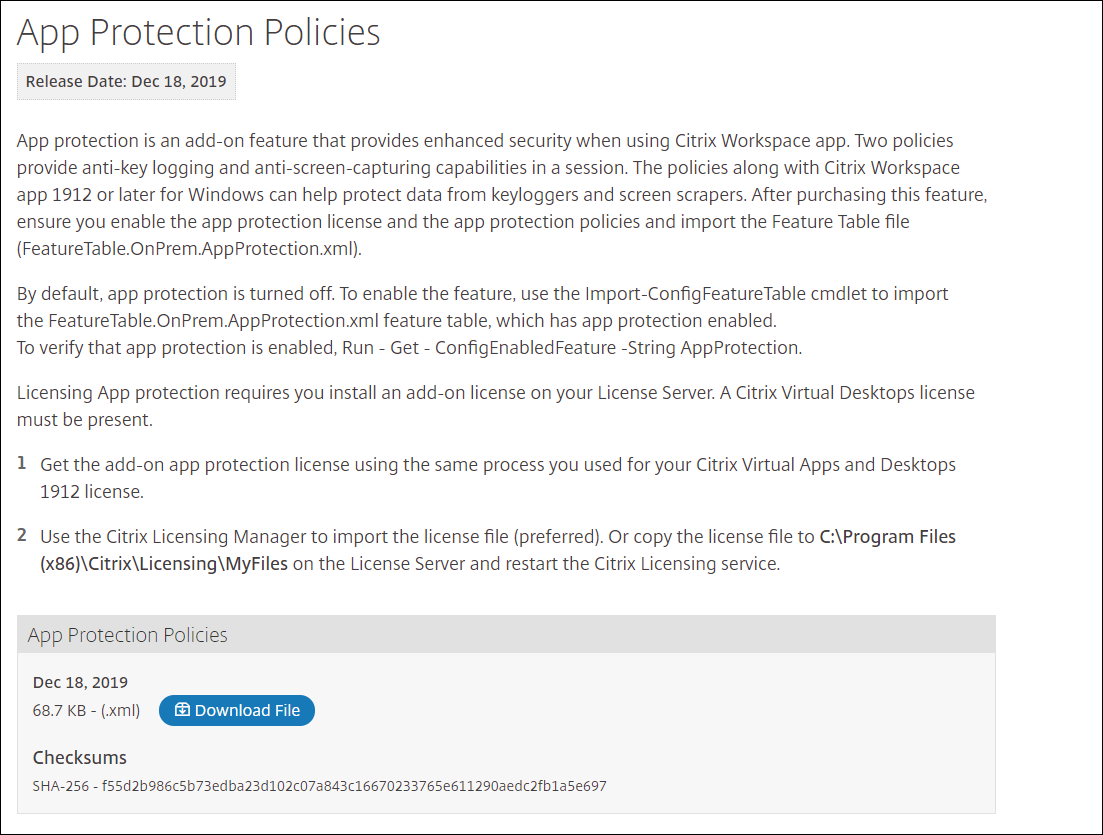 App Protection Policies
Release Date: Dec 18, 2019
App protection is an add-on feature that provides enhanced security when using Citrix Workspace app. Two policies
provide anti-key logging and anti-screen-capturing capabilities in a session. The policies along with Citrix Workspace
app 1912 or later for Windows can help protect data from keyloggers and screen scrapers. After purchasing this feature,
ensure you enable the app protection license and the app protection policies and import the Feature Table file
(FeatureTable.OnPrem.AppProtection.xml).
By default, app protection is turned off. To enable the feature, use the Import-ConfigFeatureTable cmdlet to import
the FeatureTable.OnPrem.AppProtection.xml feature table, which has app protection enabled.
To verify that app protection is enabled, Run - Get - ConfigEnabledFeature -String AppProtection.
Licensing App protection requires you install an add-on license on your License Server. A Citrix Virtual Desktops license
must be present.
1 Get the add-on app protection license using the same process you used for your Citrix Virtual Apps and Desktops
1912 license.
2 Use the Citrix Licensing Manager to import the license file (preferred). Or copy the license file to C:\Program Files
(x86)\Citrix\Licensing\MyFiles on the License Server and restart the Citrix Licensing service.
App Protection Policies
Dec 18, 2019
68.7 KB - (.xml) Download File
Checksums
SHA-256 - f55d2b986c5b73edba23d102c07a843c16670233765e611290aedc2fb1a5e697